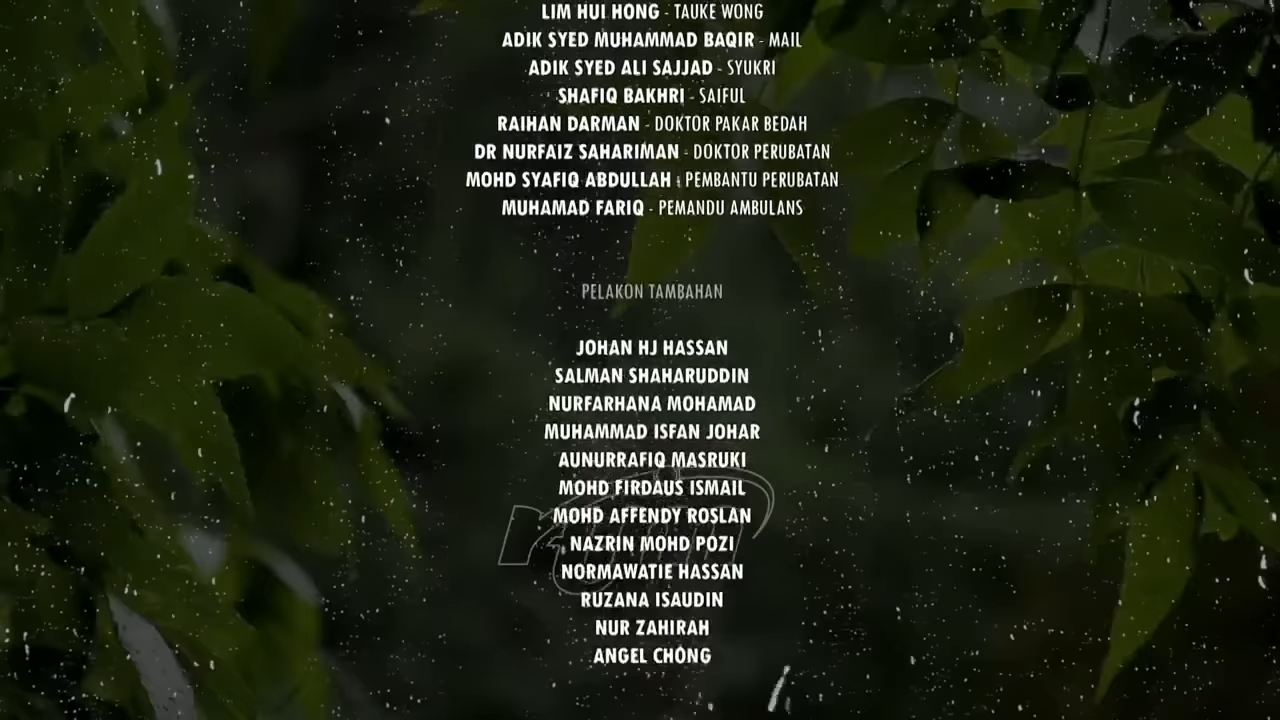 LIM HUI HONG - TAUKE WONG
ADIK SYED MUHAMMAD BAQIR - MAIL
ADIK SYED ALI SAJJAD - SYUKRI
SHAFIQ BAKHRI - SAIFUL
RAIHAN DARMAN - DOKTOR PAKAR BEDAH
DR NURFAIZ SAHARIMAN - DOKTOR PERUBATAN
MOHD SYAFIQ ABDULLAH - PEMBANTU PERUBATAN
MUHAMAD FARIQ - PEMANDU AMBULANS
PELAKON TAMBAHAN
JOHAN HJ HASSAN
SALMAN SHAHARUDDIN
NURFARHANA MOHAMAD
MUHAMMAD ISFAN JOHAR
AUNURRAFIQ MASRUKI
MOHD FIRDAUS ISMAIL
MOHD AFFENDY ROSLAN
NAZRIN MOHD POZI
NORMAWATIE HASSAN
RUZANA ISAUDIN
NUR ZAHIRAH
ANGEL CHONG